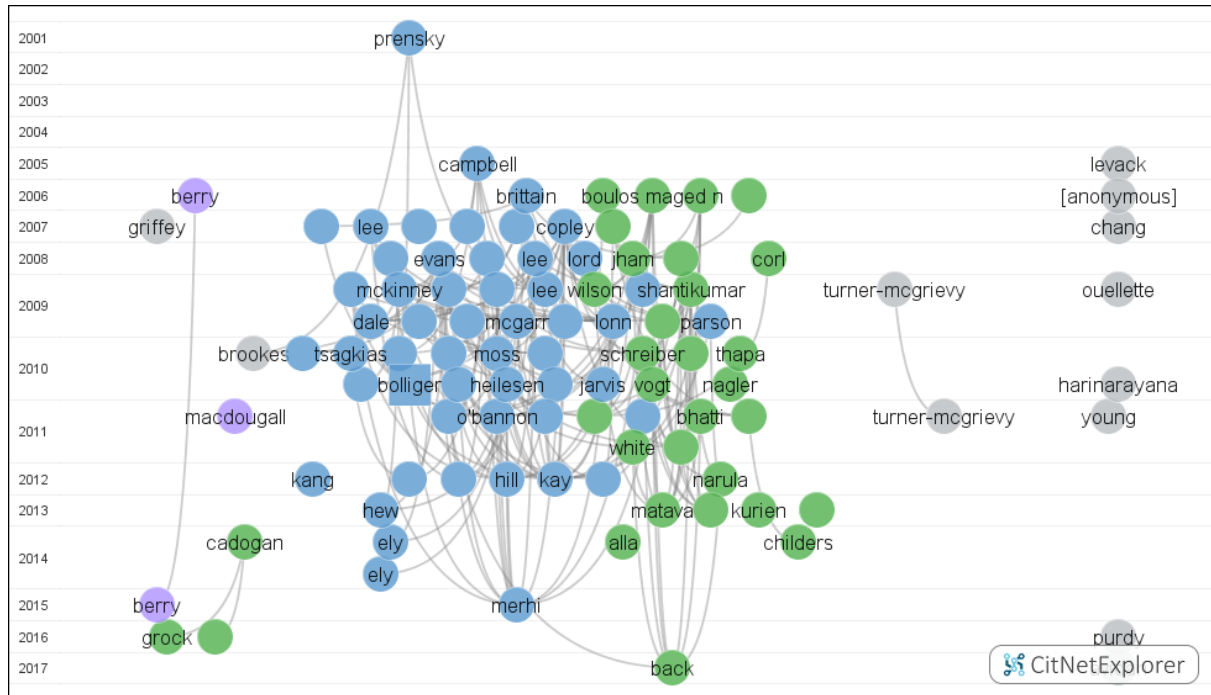 2001
prensky
2002
2003
2004
2005
campbell
levack
2006
berry
brittain
boulos maged n
[anonymous]
2007
griffey
lee
copley
chang
2008
evans
lee
lord
jham
corl
2009
mckinney
lee
wilson
shantikumar
turner-mcgrievy
ouellette
dale
mcgarr
lonn
parson
2010
brookes
tsagkias
moss
schreiber
thapa
bolliger
heilesen
jarvis
vogt
nagler
harinarayana
2011
macdougall
o'bannon
bhatti
turner-mcgrievy
young
white
2012
kang
hill
kay
narula
2013
hew
matava
kurien
2014
cadogan
ely
alla
childers
ely
2015
berry
merhi
2016
grock
purdy
2017
back
CitNetExplorer